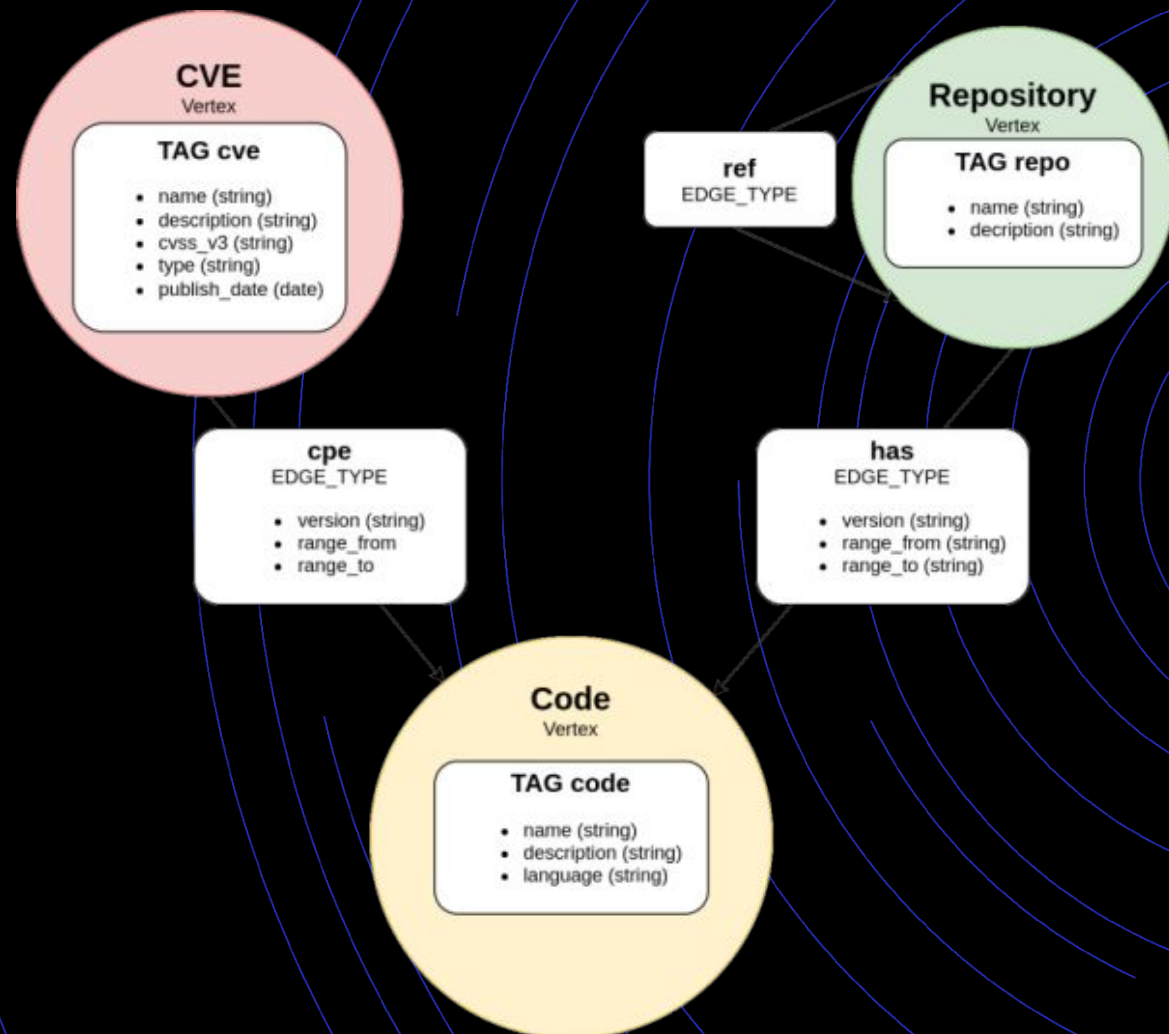 CVE
Vertex
TAG cve
• name (string)
• description (string)
• cvss_v3 (string)
• type (string)
• publish_date (date)
ref
EDGE_TYPE
Repository
Vertex
TAG repo
• name (string)
• decription (string)
cpe
EDGE_TYPE
• version (string)
• range_from
• range_to
has
EDGE_TYPE
• version (string)
• range_from (string)
• range_to (string)
Code
Vertex
TAG code
• name (string)
• description (string)
• language (string)